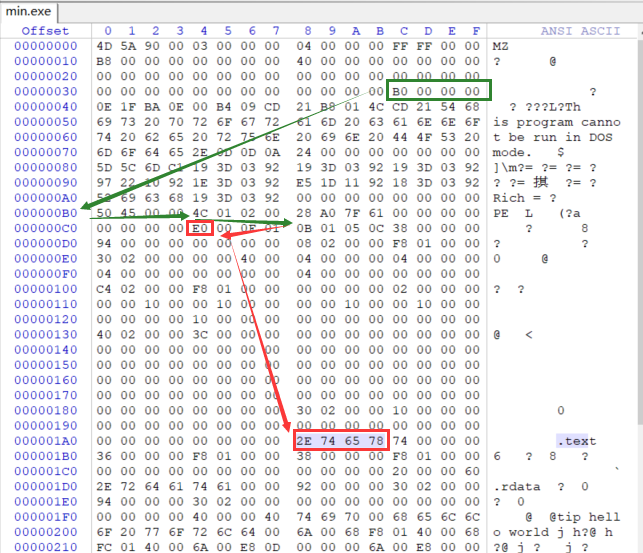 min.exe
Offset 0 1 2 3 4 5 6 7 8 9 A B C D E F ANSI ASCII
00000000 4D 5A 90 00 03 00 00 00 04 00 00 00 FF FF 00 00 MZ
00000010 B8 00 00 00 00 00 00 00 40 00 00 00 00 00 00 00 ? @
00000020 00 00 00 00 00 00 00 00 00 00 00 00 00 00 00 00
00000030 00 00 00 00 00 00 00 00 00 00 00 00 B0 00 00 00 ?
00000040 0E 1F BA 0E 00 B4 09 CD 21 B8 01 4C CD 21 54 68 ? ???L?Th
00000050 69 73 20 70 72 6F 67 72 61 6D 20 63 61 6E 6E 6F is program canno
00000060 74 20 62 65 20 72 75 6E 20 69 6E 20 44 4F 53 20 t be run in DOS
00000070 6D 6F 64 65 2E 0D 0D 0A 24 00 00 00 00 00 00 00 mode. $
00000080 5D 5C 6D C1 19 3D 03 92 19 3D 03 92 19 3D 03 92 ]\m?= ?= ?= ?
00000090 97 22 10 92 1E 3D 03 92 E5 1D 11 92 18 3D 03 92 ? ?= 掑 ?= ?
000000A0 52 69 63 68 19 3D 03 92 00 00 00 00 00 00 00 00 Rich = ?
000000B0 50 45 00 00 4C 01 02 00 28 A0 7F 61 00 00 00 00 PE L (?a
000000C0 00 00 00 00 E0 00 0F 01 0B 01 05 0C 38 00 00 00 ? 8
000000D0 94 00 00 00 00 00 00 00 08 02 00 00 F8 01 00 00 ? ?
000000E0 30 02 00 00 00 00 40 00 04 00 00 00 04 00 00 00 0 @
000000F0 04 00 00 00 00 00 00 00 04 00 00 00 00 00 00 00
00000100 C4 02 00 00 F8 01 00 00 00 00 00 00 02 00 00 00 ? ?
00000110 00 00 10 00 00 10 00 00 00 00 10 00 00 10 00 00
00000120 00 00 00 00 10 00 00 00 00 00 00 00 00 00 00 00
00000130 40 02 00 00 3C 00 00 00 00 00 00 00 00 00 00 00 @ <
00000140 00 00 00 00 00 00 00 00 00 00 00 00 00 00 00 00
00000150 00 00 00 00 00 00 00 00 00 00 00 00 00 00 00 00
00000160 00 00 00 00 00 00 00 00 00 00 00 00 00 00 00 00
00000170 00 00 00 00 00 00 00 00 00 00 00 00 00 00 00 00
00000180 00 00 00 00 00 00 00 00 30 02 00 00 10 00 00 00 0
00000190 00 00 00 00 00 00 00 00 00 00 00 00 00 00 00 00
000001A0 00 00 00 00 00 00 00 00 2E 74 65 78 74 00 00 00 .text
000001B0 36 00 00 00 F8 01 00 00 38 00 00 00 F8 01 00 00 6 ? 8 ?
000001C0 00 00 00 00 00 00 00 00 00 00 00 00 20 00 00 60 `
000001D0 2E 72 64 61 74 61 00 00 92 00 00 00 30 02 00 00 .rdata ? 0
000001E0 94 00 00 00 30 02 00 00 00 00 00 00 00 00 00 00 ? 0
000001F0 00 00 00 00 40 00 00 40 74 69 70 00 68 65 6C 6C @ @tip hell
00000200 6F 20 77 6F 72 6C 64 00 6A 00 68 F8 01 40 00 68 o world j h?@ h
00000210 FC 01 40 00 6A 00 E8 0D 00 00 00 6A 00 E8 00 00 ?@ j ? j ?